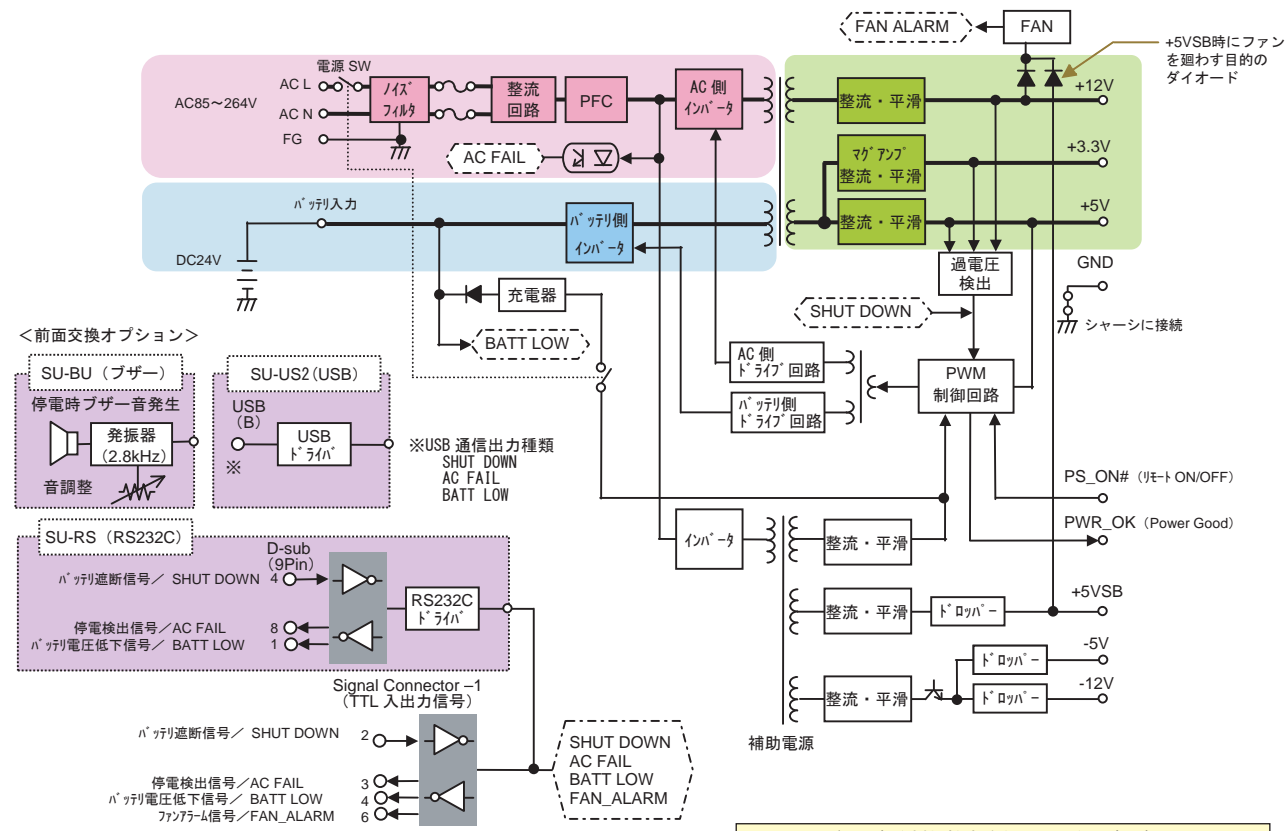 FAN ALARM
FAN
+5VSB時にファン
を廻わす目的の
ダイオード
電源 SW
AC L
AC N
FG
AC85～264V
ノイズ
フィルタ
整流
回路
PFC
AC 側
インバータ
整流・平滑
+12V
AC FAIL
マグアンプ
整流・平滑
+3.3V
バッテリ入力
バッテリ側
インバータ
整流・平滑
+5V
DC24V
過電圧
検出
GND
シャーシに接続
充電器
SHUT DOWN
BATT LOW
AC 側
ドライブ回路
バッテリ側
ドライブ回路
PWM
制御回路
PS_ON# (リモート ON/OFF)
PWR_OK (Power Good)
＜前面交換オプション＞
SU-BU（ブザー）
停電時ブザー音発生
発振器
(2.8kHz)
音調整
SU-US2(USB)
USB
(B)
※
USB
ドライバ
※USB 通信出力種類
SHUT DOWN
AC FAIL
BATT LOW
インバータ
整流・平滑
整流・平滑
ドロッパー
+5VSB
整流・平滑
ドロッパー
-5V
ドロッパー
-12V
補助電源
SU-RS（RS232C）
D-sub
(9Pin)
バッテリ遮断信号／ SHUT DOWN 4
停電検出信号／AC FAIL 8
バッテリ電圧低下信号／ BATT LOW 1
RS232C
ドライバ
Signal Connector –1
（TTL 入出力信号）
バッテリ遮断信号／ SHUT DOWN 2
停電検出信号／AC FAIL 3
バッテリ電圧低下信号／ BATT LOW 4
ファンアラーム信号／FAN_ALARM 6
SHUT DOWN
AC FAIL
BATT LOW
FAN_ALARM